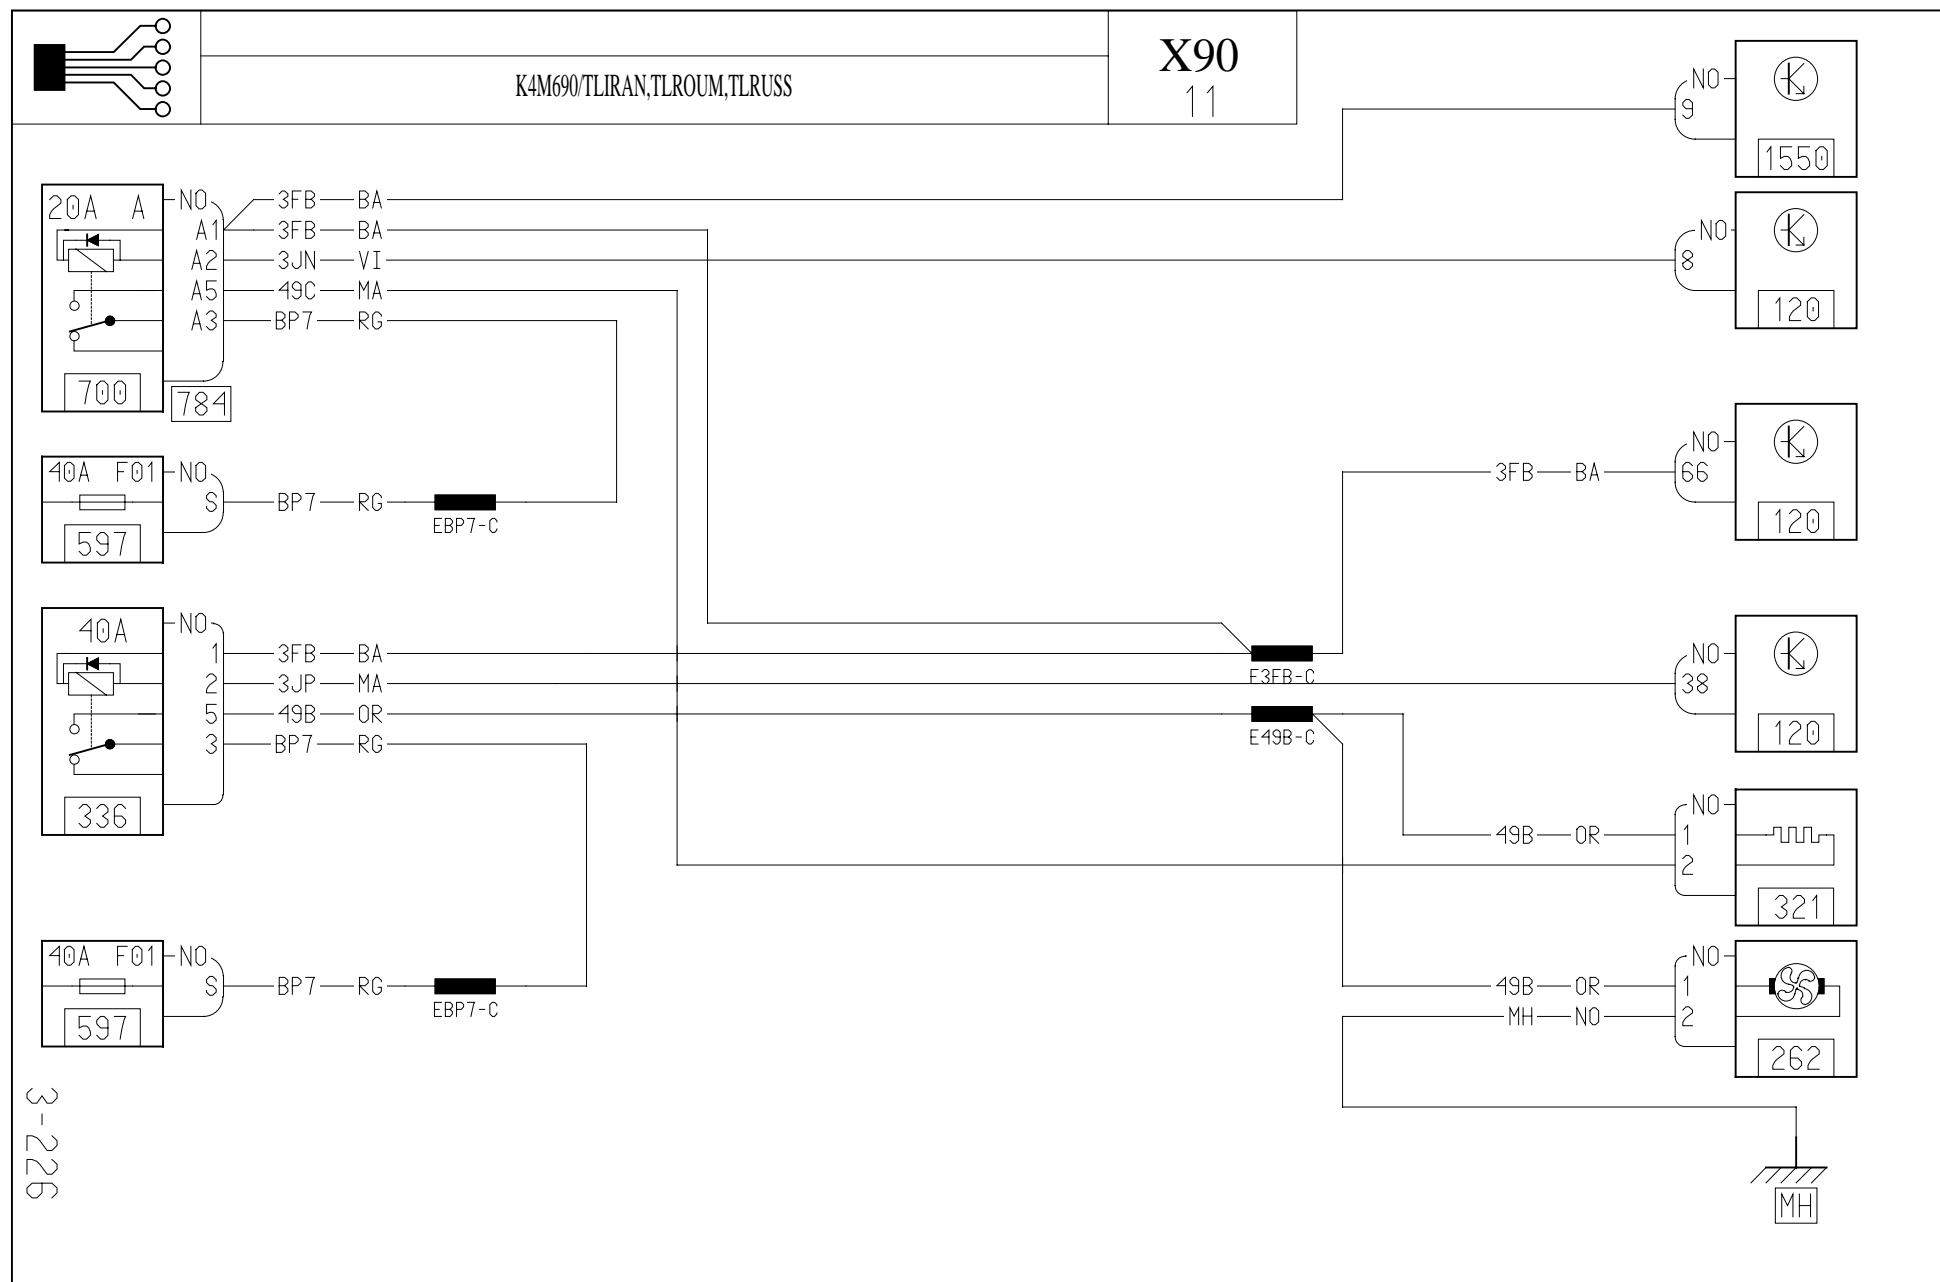 K4M690/TLIRAN,TLROUM,TLRUSS
X90
11
NO
9
1550
20A A
NO
A1 3FB BA
3FB BA
A2 3JN VI
A5 49C MA
A3 BP7 RG
700
784
NO
8
120
40A F01
NO
S BP7 RG
EBP7-C
597
3FB BA
NO
66
120
40A
NO
1 3FB BA
2 3JP MA
5 49B OR
3 BP7 RG
336
E3FB-C
E49B-C
NO
38
120
NO
49B OR 1
2
321
40A F01
NO
S BP7 RG
EBP7-C
597
NO
49B OR 1
MH NO 2
262
MH
3-226